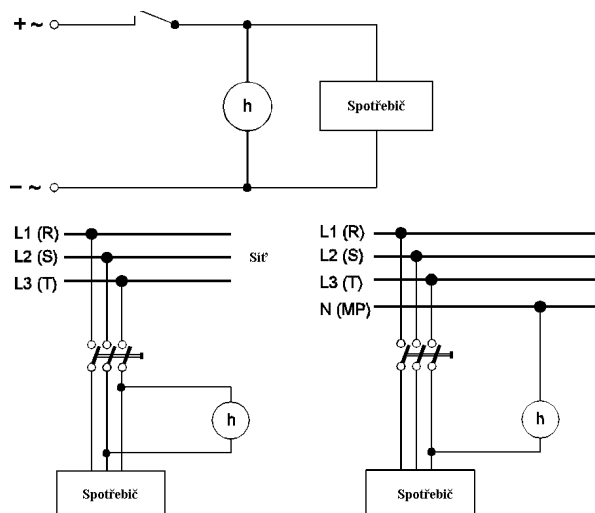 + ~
h
Spotřebič
− ~
L1 (R)
L2 (S)
Síť
L3 (T)
h
Spotřebič
L1 (R)
L2 (S)
L3 (T)
N (MP)
h
Spotřebič